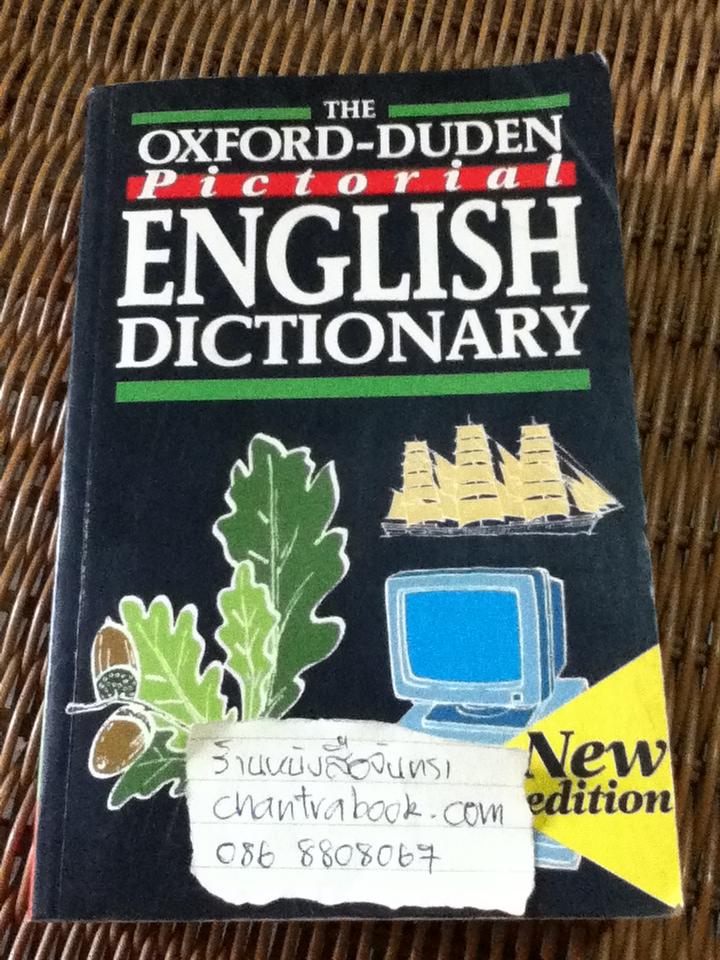 THE
OXFORD-DUDEN
Pictorial
ENGLISH
DICTIONARY
New
edition
ร้านหนังสือจันทรา
chantrabook.com
086 8808067